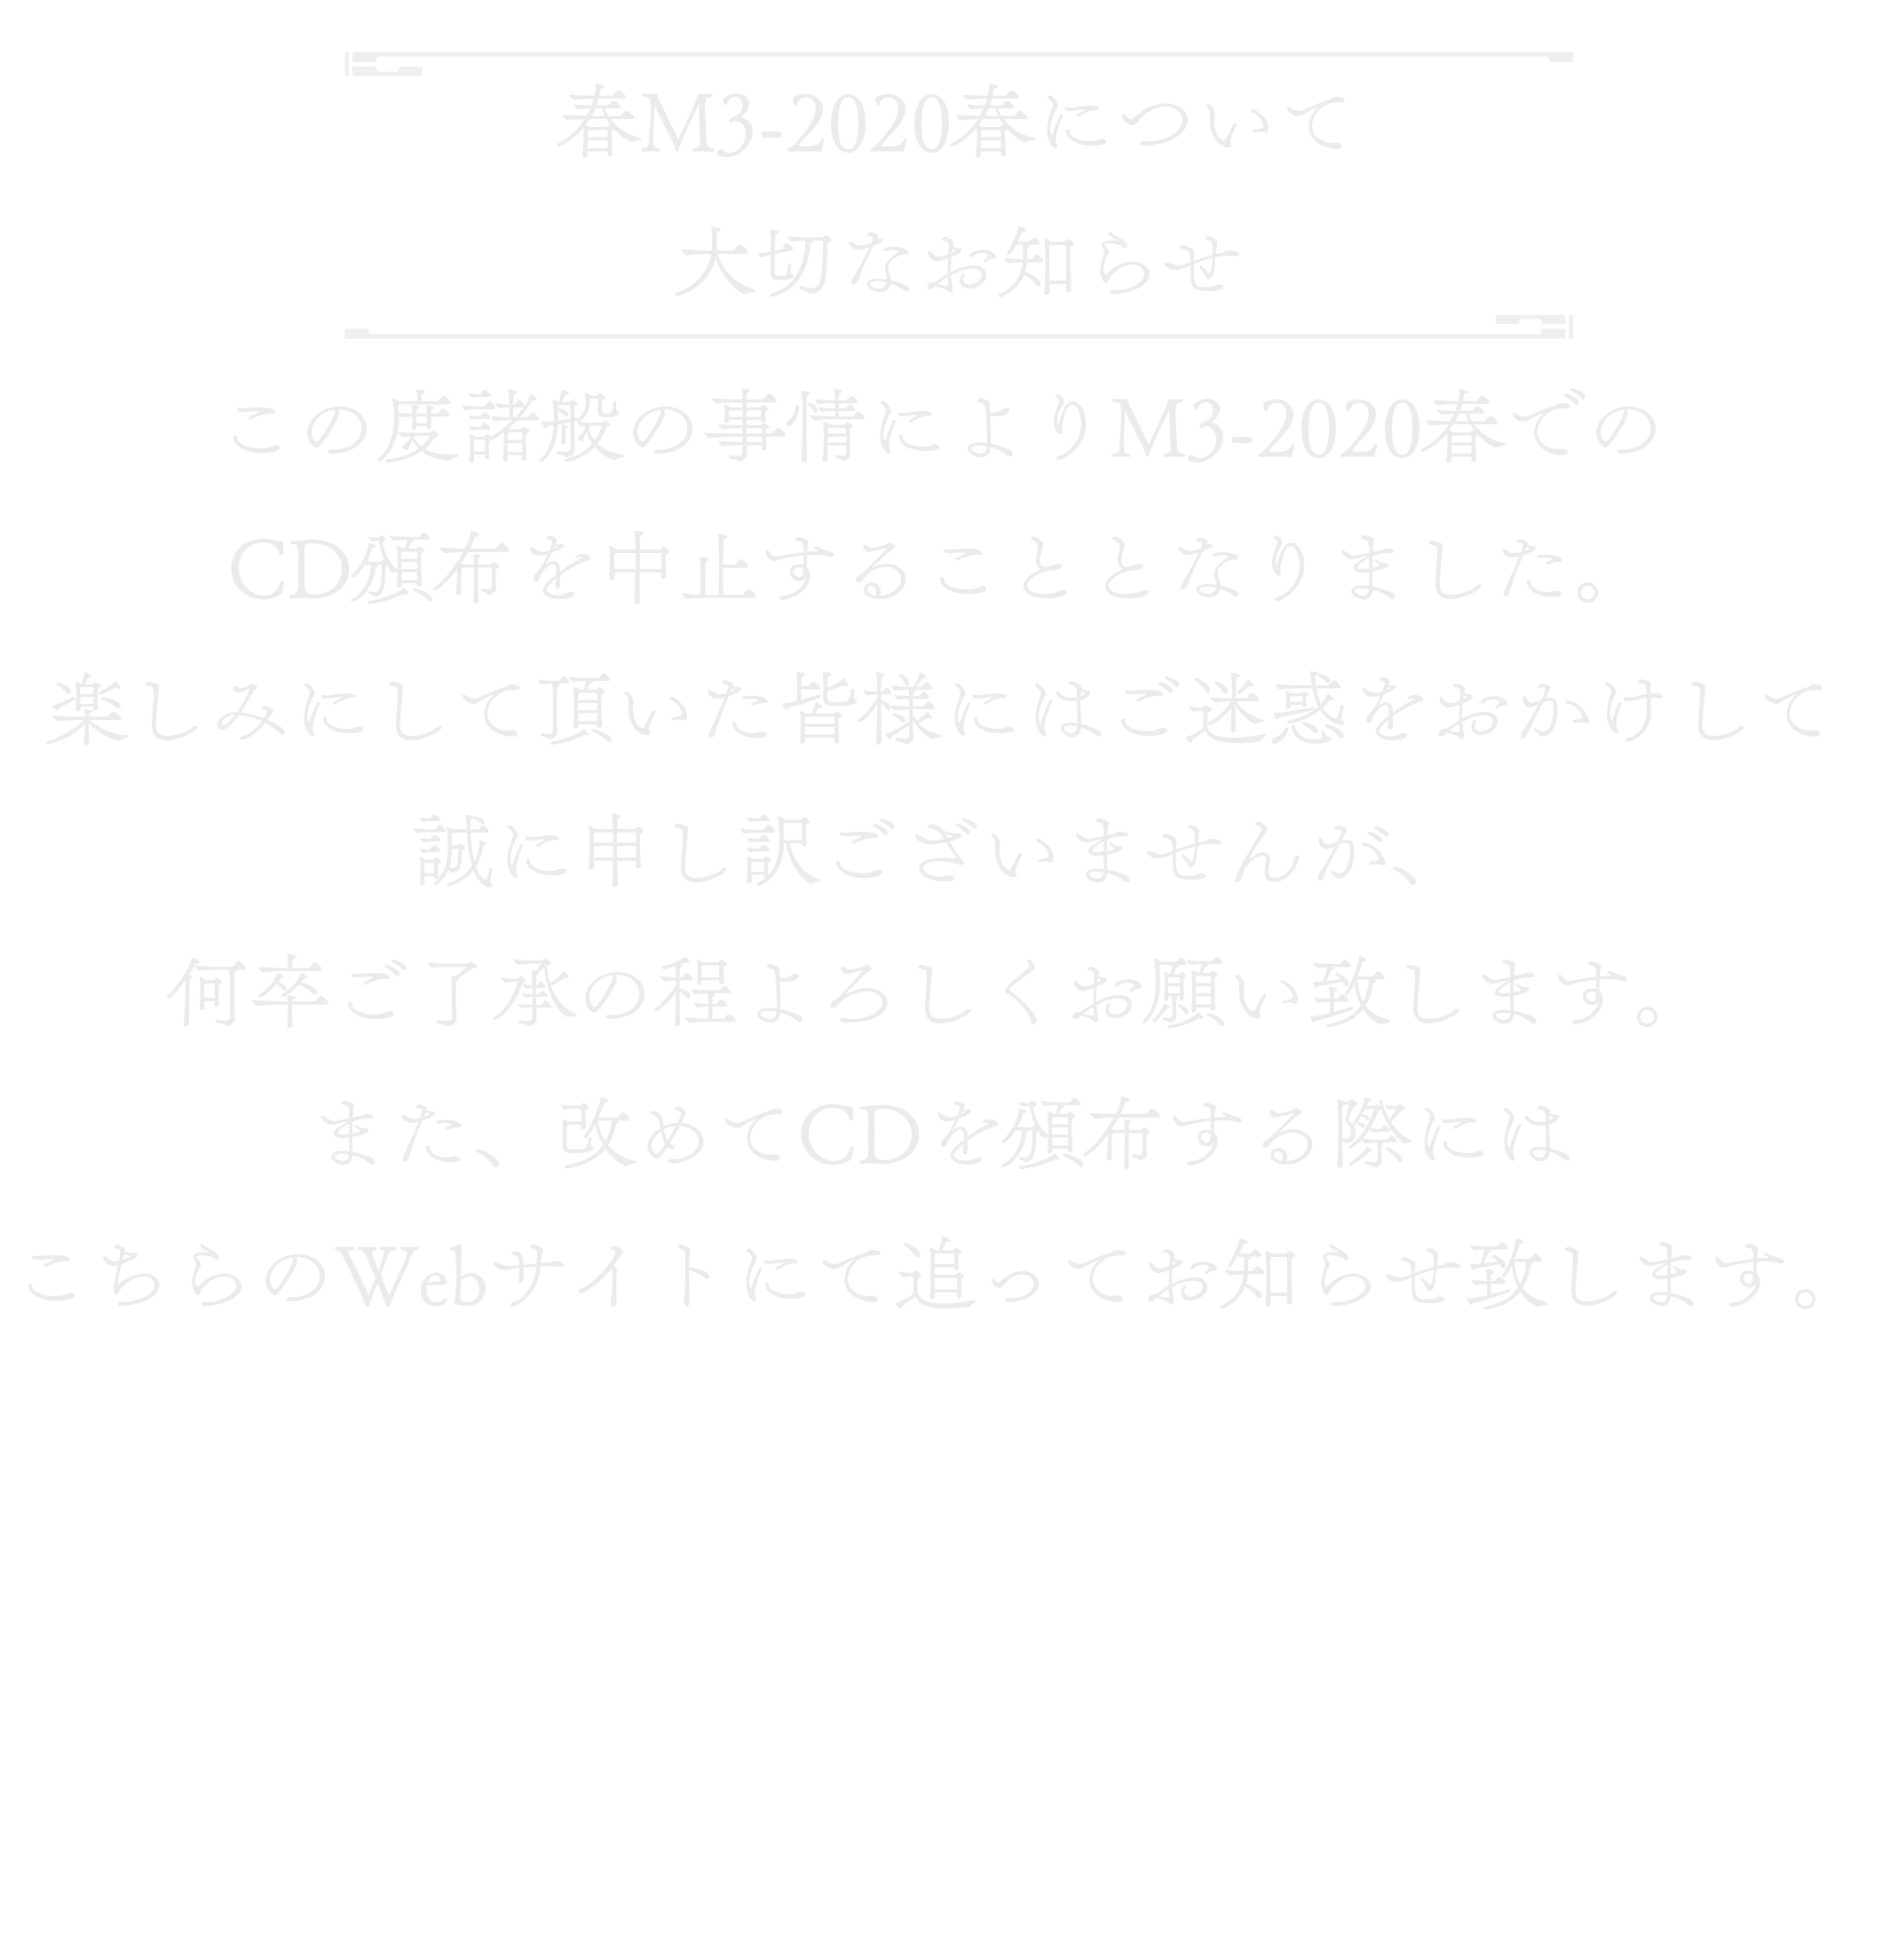 春M3-2020春について
大切なお知らせ
この度諸般の事情によりM3-2020春での
CD頒布を中止することとなりました。
楽しみにして頂いた皆様にはご迷惑をおかけして
誠に申し訳ございませんが、
何卒ご了承の程よろしくお願い致します。
また、改めてCDを頒布する際には
こちらのWebサイトにて追ってお知らせ致します。